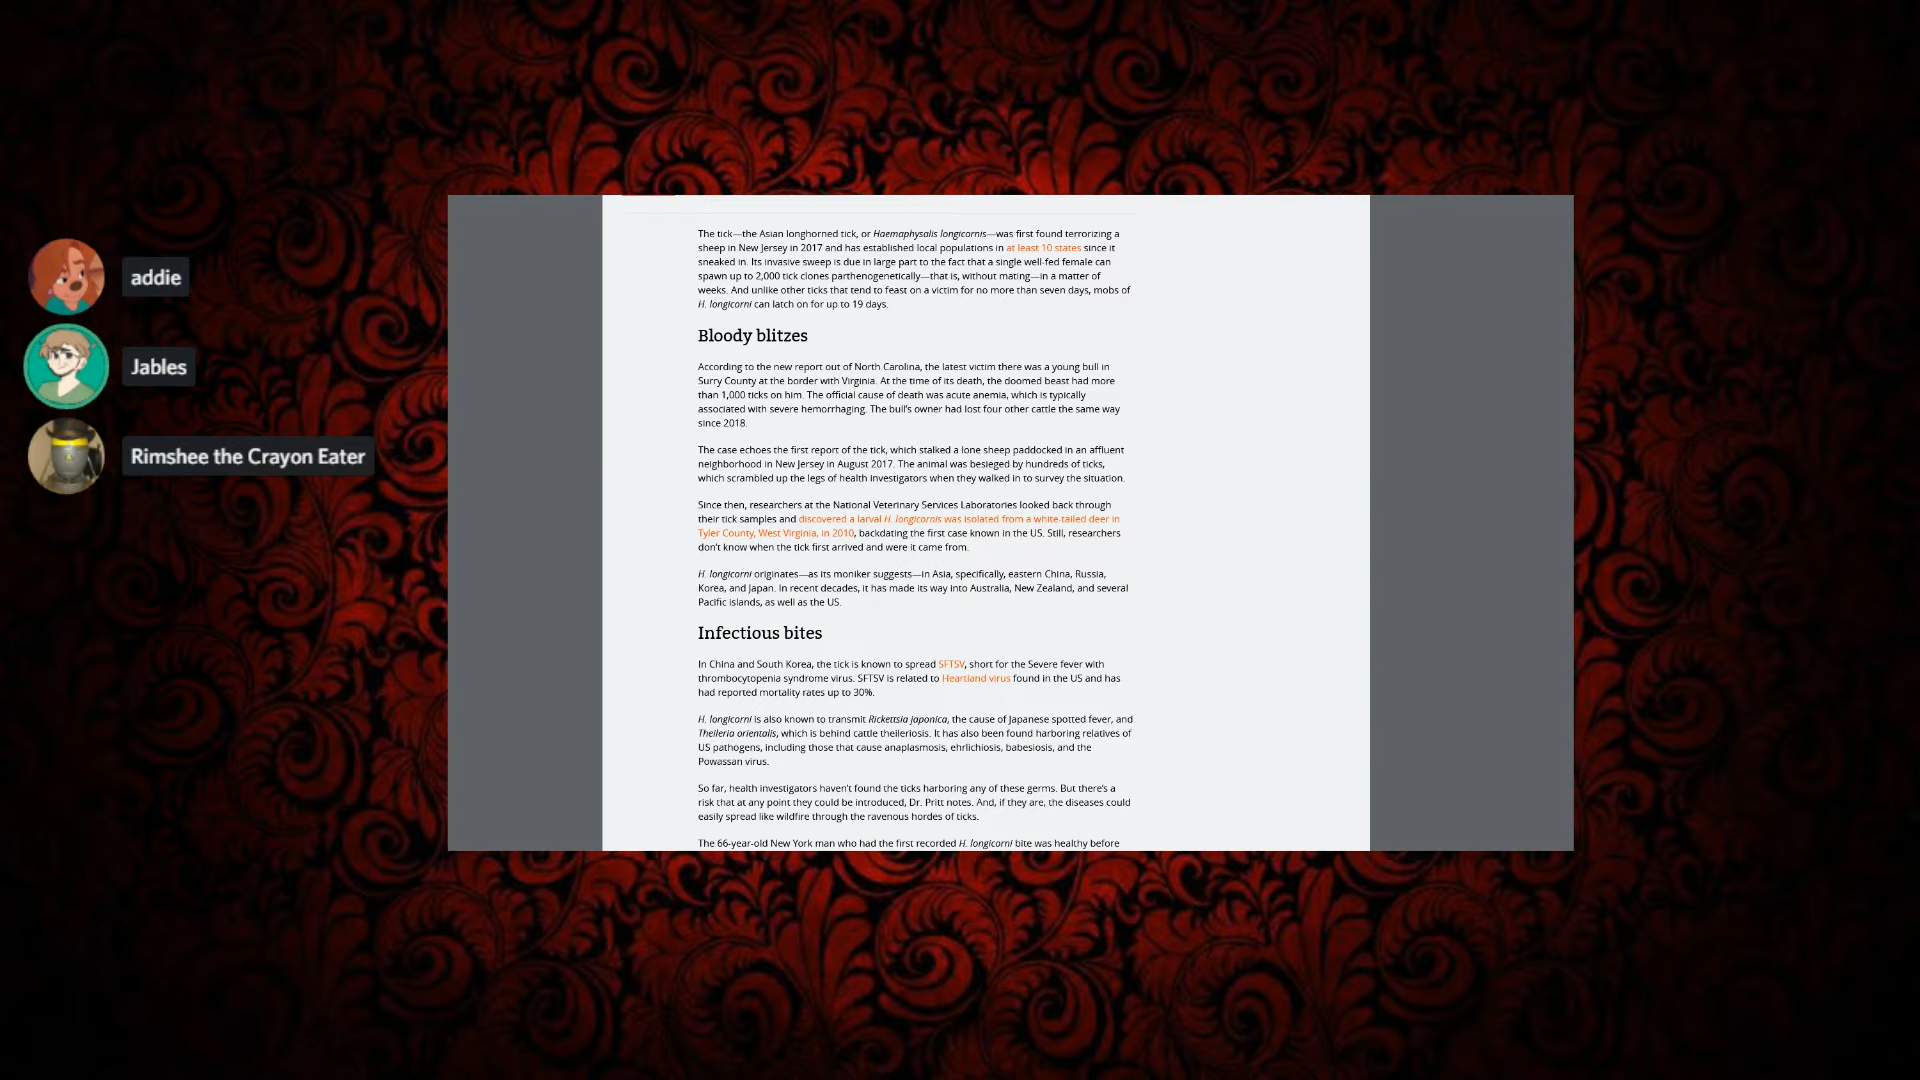 addie
Jables
Rimshee the Crayon Eater
The tick—the Asian longhorned tick, or Haemaphysalis longicornis—was first found terrorizing a
sheep in New Jersey in 2017 and has established local populations in at least 10 states since it
sneaked in. Its invasive sweep is due in large part to the fact that a single well-fed female can
spawn up to 2,000 tick clones parthenogenetically—that is, without mating—in a matter of
weeks. And unlike other ticks that tend to feast on a victim for no more than seven days, mobs of
H. longicorni can latch on for up to 19 days.
Bloody blitzes
According to the new report out of North Carolina, the latest victim there was a young bull in
Surry County at the border with Virginia. At the time of its death, the doomed beast had more
than 1,000 ticks on him. The official cause of death was acute anemia, which is typically
associated with severe hemorrhaging. The bull's owner had lost four other cattle the same way
since 2018.
The case echoes the first report of the tick, which stalked a lone sheep paddocked in an affluent
neighborhood in New Jersey in August 2017. The animal was besieged by hundreds of ticks,
which scrambled up the legs of health investigators when they walked in to survey the situation.
Since then, researchers at the National Veterinary Services Laboratories looked back through
their tick samples and discovered a larval H. longicornis was isolated from a white-tailed deer in
Tyler County, West Virginia, in 2010, backdating the first case known in the US. Still, researchers
don't know when the tick first arrived and were it came from.
H. longicorni originates—as its moniker suggests—in Asia, specifically, eastern China, Russia,
Korea, and Japan. In recent decades, it has made its way into Australia, New Zealand, and several
Pacific islands, as well as the US.
Infectious bites
In China and South Korea, the tick is known to spread SFTSV, short for the Severe fever with
thrombocytopenia syndrome virus. SFTSV is related to Heartland virus found in the US and has
had reported mortality rates up to 30%.
H. longicorni is also known to transmit Rickettsia japonica, the cause of Japanese spotted fever, and
Theileria orientalis, which is behind cattle theileriosis. It has also been found harboring relatives of
US pathogens, including those that cause anaplasmosis, ehrlichiosis, babesiosis, and the
Powassan virus.
So far, health investigators haven't found the ticks harboring any of these germs. But there's a
risk that at any point they could be introduced, Dr. Pritt notes. And, if they are, the diseases could
easily spread like wildfire through the ravenous hordes of ticks.
The 66-year-old New York man who had the first recorded H. longicorni bite was healthy before